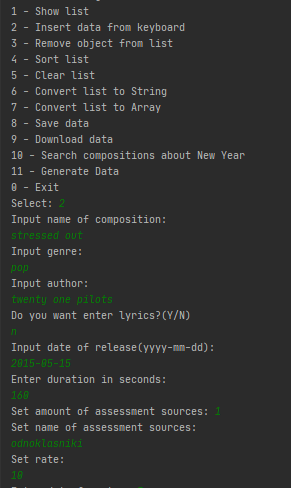 1 - Show list
2 - Insert data from keyboard
3 - Remove object from list
4 - Sort list
5 - Clear list
6 - Convert list to String
7 - Convert list to Array
8 - Save data
9 - Download data
10 - Search compositions about New Year
11 - Generate Data
0 - Exit
Select: 2
Input name of composition:
stressed out
Input genre:
pop
Input author:
twenty one pilots
Do you want enter lyrics?(Y/N)
n
Input date of release(yyyy-mm-dd):
2015-05-15
Enter duration in seconds:
160
Set amount of assessment sources: 1
Set name of assessment sources:
odnoklasniki
Set rate:
10